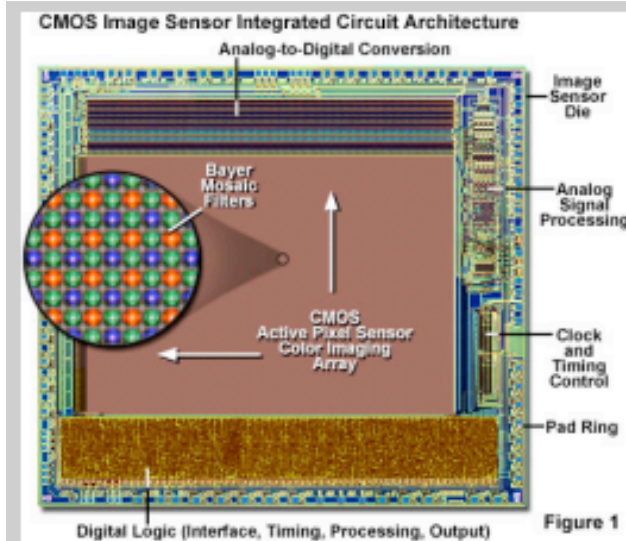 CMOS Image Sensor Integrated Circuit Architecture
Analog-to-Digital Conversion
Image
Sensor
Die
Bayer
Mosaic
Filters
Analog
Signal
Processing
CMOS
Active Pixel Sensor
Color Imaging
Array
Clock
and
Timing
Control
Pad Ring
Digital Logic (Interface, Timing, Processing, Output)
Figure 1